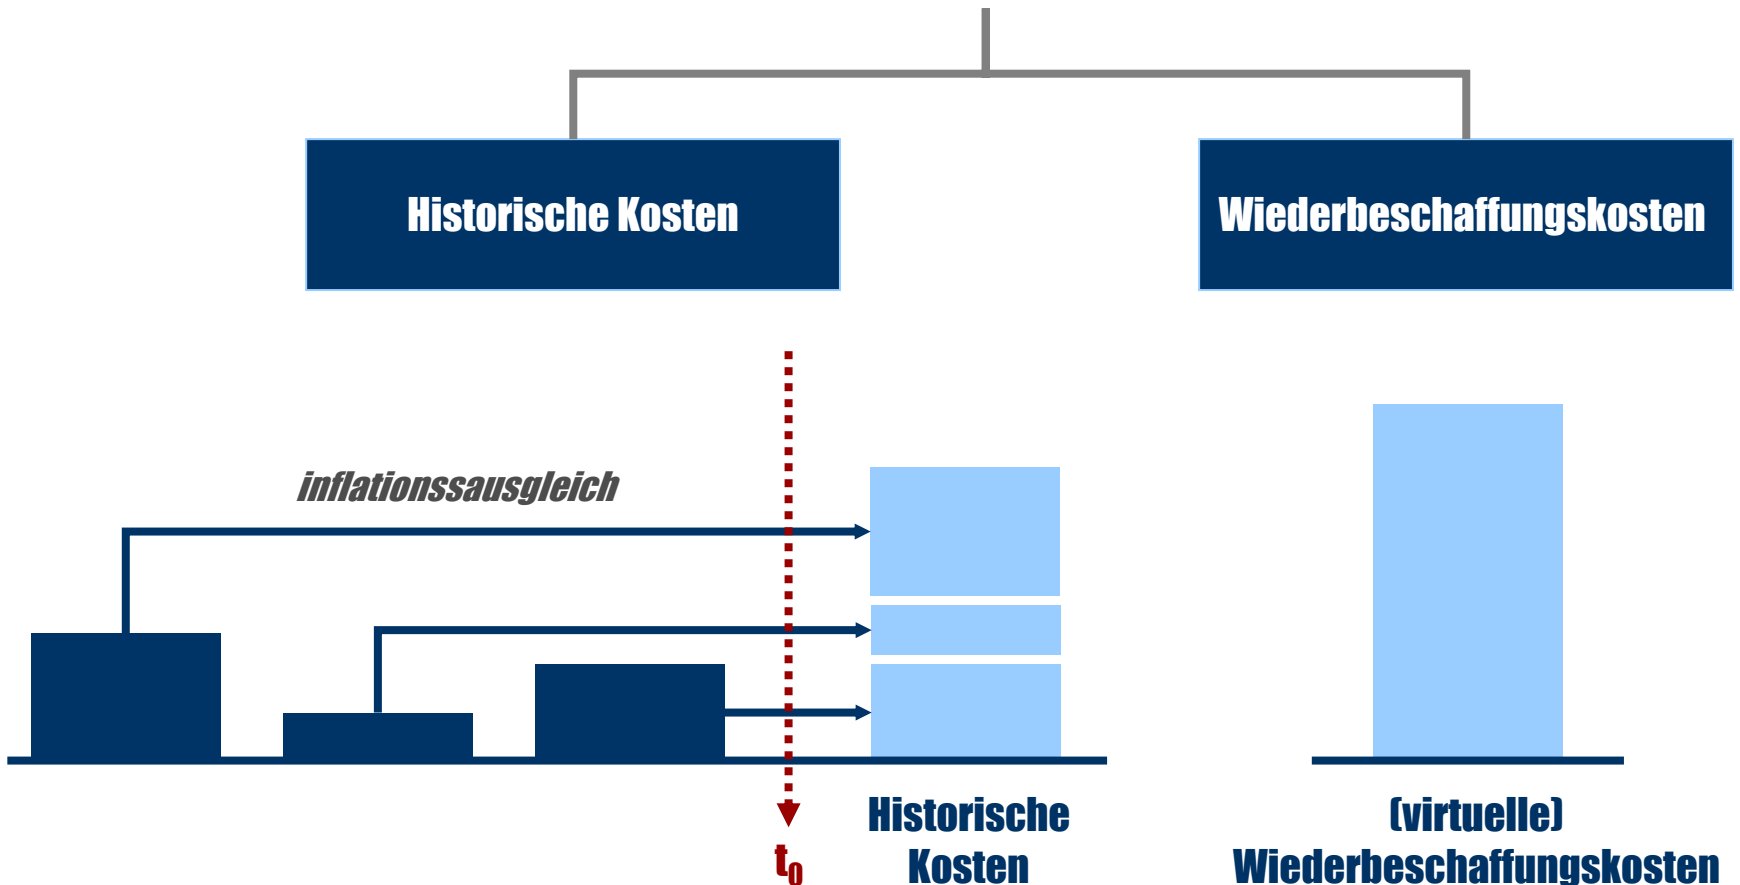 Historische Kosten
Wiederbeschaffungskosten
inflationssausgleich
t₀
Historische
Kosten
(virtuelle)
Wiederbeschaffungskosten